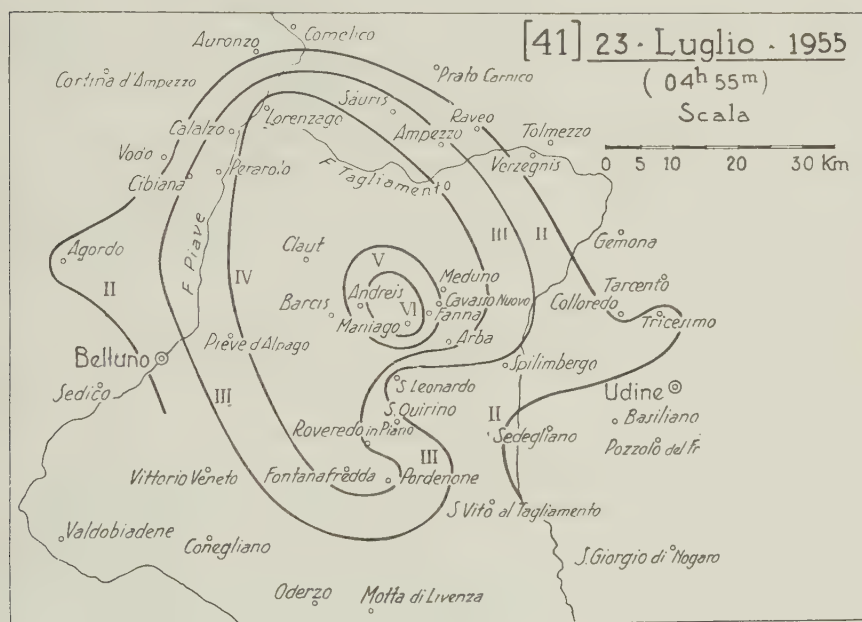 [41] 23 · Luglio · 1955
( 04ʰ 55ᵐ )
Scala
0 5 10 20 30 Km
Comelico
Auronzo
Cortina d'Ampezzo
Prato Carnico
Sauris
Lorenzago
Raveo
Ampezzo
Tolmezzo
Calalzo
Vodo
Verzegnis
Perarolo
Cibiana
F. Tagliamento
F. Piave
III
II
Gemona
Agordo
Claut
V
IV
II
Meduno
Tarcento
Andreis
VI
Cavasso Nuovo
Colloredo
Barcis
Fanna
Tricesimo
Maniago
Arba
Pieve d'Alpago
Belluno
Spilimbergo
Sedico
S. Leonardo
Udine
III
S. Quirino
II
Basiliano
Roveredo in Piano
Sedegliano
III
Pozzolo del Fr.
Vittorio Veneto
Fontanafredda
Pordenone
S. Vito al Tagliamento
Valdobiadene
Conegliano
S. Giorgio di Nogaro
Oderzo
Motta di Livenza